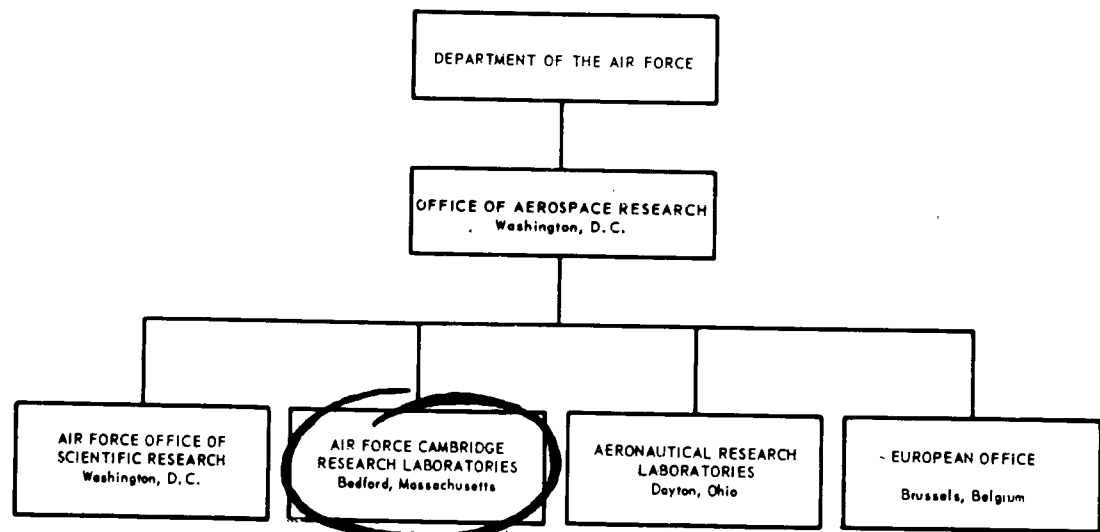 DEPARTMENT OF THE AIR FORCE
OFFICE OF AEROSPACE RESEARCH
Washington, D.C.
AIR FORCE OFFICE OF
SCIENTIFIC RESEARCH
Washington, D.C.
AIR FORCE CAMBRIDGE
RESEARCH LABORATORIES
Bedford, Massachusetts
AERONAUTICAL RESEARCH
LABORATORIES
Dayton, Ohio
EUROPEAN OFFICE
Brussels, Belgium